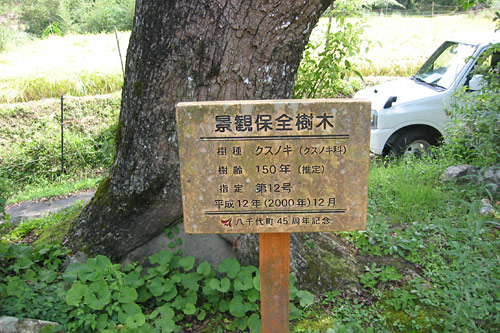 景観保全樹木
樹種 クスノキ (クスノキ科)
樹齢 150年 (推定)
指定 第12号
平成12年(2000年)12月
八千代町45周年記念